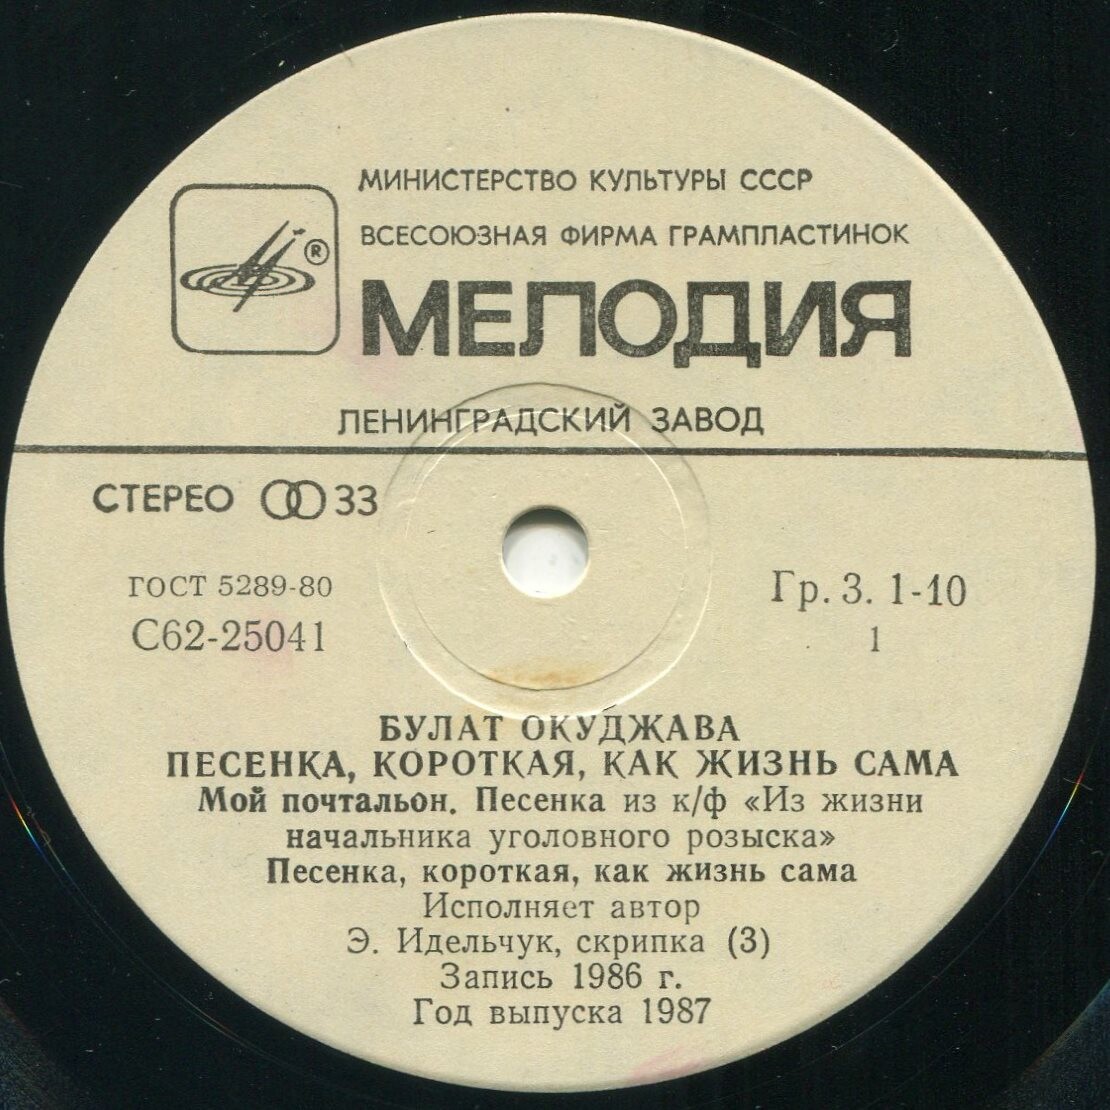 МИНИСТЕРСТВО КУЛЬТУРЫ СССР
ВСЕСОЮЗНАЯ ФИРМА ГРАМПЛАСТИНОК
®
МЕЛОДИЯ
ЛЕНИНГРАДСКИЙ ЗАВОД
СТЕРЕО 33
ГОСТ 5289-80
Гр. 3. 1-10
С62-25041
1
БУЛАТ ОКУДЖАВА
ПЕСЕНКА, КОРОТКАЯ, КАК ЖИЗНЬ САМА
Мой почтальон. Песенка из к/ф «Из жизни
начальника уголовного розыска»
Песенка, короткая, как жизнь сама
Исполняет автор
Э. Идельчук, скрипка (3)
Запись 1986 г.
Год выпуска 1987